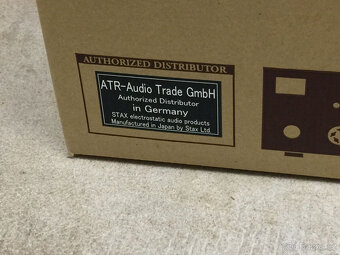 AUTHORIZED DISTRIBUTOR
ATR-Audio Trade GmbH
Authorized Distributor
in Germany
STAX electrostatic audio products
Manufactured in Japan by Stax Ltd.